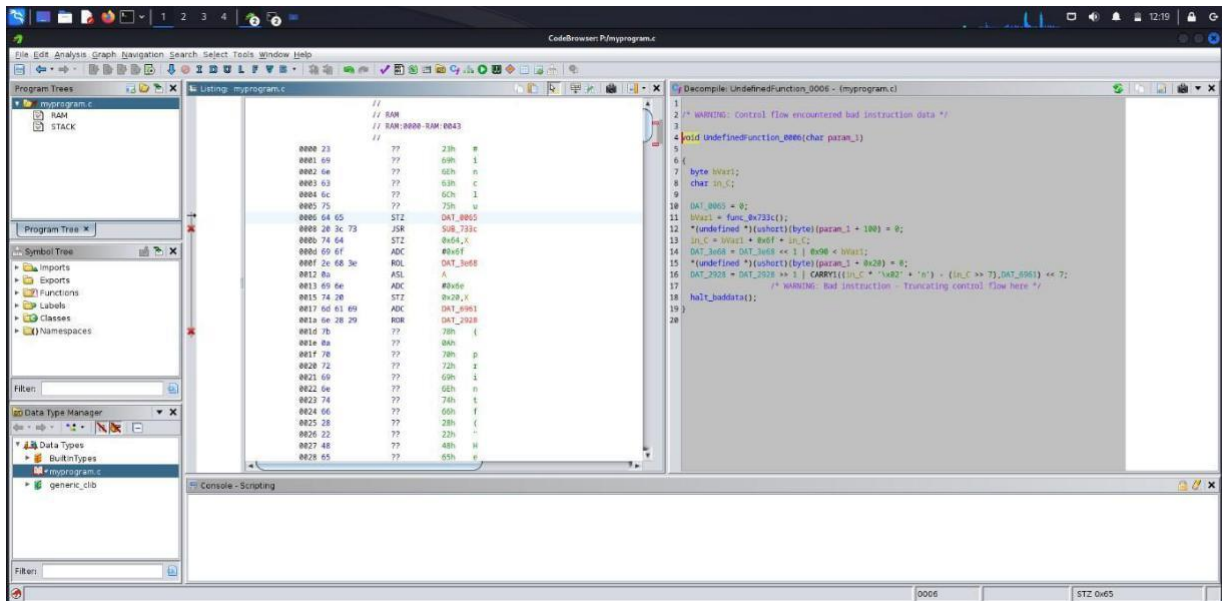 1 2 3 4
12:19
CodeBrowser: P:/myprogram.c
File Edit Analysis Graph Navigation Search Select Tools Window Help
Program Trees
myprogram.c
RAM
STACK
Program Tree
Symbol Tree
Imports
Exports
Functions
Labels
Classes
Namespaces
Filter:
Data Type Manager
Data Types
BuiltInTypes
myprogram.c
generic_clib
Filter:
Listing: myprogram.c
//
// RAM
// RAM:0000-RAM:0043
//
0000 23 ?? 23h #
0001 69 ?? 69h i
0002 6e ?? 6Eh n
0003 63 ?? 63h c
0004 6c ?? 6Ch l
0005 75 ?? 75h u
0006 64 65 STZ DAT_0065
0008 20 3c 73 JSR SUB_733c
000b 74 64 STZ 0x64,X
000d 69 6f ADC #0x6f
000f 2e 68 3e ROL DAT_3e68
0012 0a ASL A
0013 69 6e ADC #0x6e
0015 74 20 STZ 0x20,X
0017 6d 61 69 ADC DAT_6961
001a 6e 28 29 ROR DAT_2928
001d 7b ?? 7Bh {
001e 0a ?? 0Ah
001f 70 ?? 70h p
0020 72 ?? 72h r
0021 69 ?? 69h i
0022 6e ?? 6Eh n
0023 74 ?? 74h t
0024 66 ?? 66h f
0025 28 ?? 28h (
0026 22 ?? 22h "
0027 48 ?? 48h H
0028 65 ?? 65h e
Decompile: UndefinedFunction_0006 - (myprogram.c)
1
2 /* WARNING: Control flow encountered bad instruction data */
3
4 void UndefinedFunction_0006(char param_1)
5
6 {
7 byte bVar1;
8 char in_C;
9
10 DAT_0065 = 0;
11 bVar1 = func_0x733c();
12 *(undefined *)(ushort)(byte)(param_1 + 100) = 0;
13 in_C = bVar1 + 0x6f + in_C;
14 DAT_3e68 = DAT_3e68 << 1 | 0x90 < bVar1;
15 *(undefined *)(ushort)(byte)(param_1 + 0x20) = 0;
16 DAT_2928 = DAT_2928 >> 1 | CARRY1((in_C * '\x02' + 'n') - (in_C >> 7),DAT_6961) << 7;
17 /* WARNING: Bad instruction - Truncating control flow here */
18 halt_baddata();
19 }
20
Console - Scripting
0006
STZ 0x65